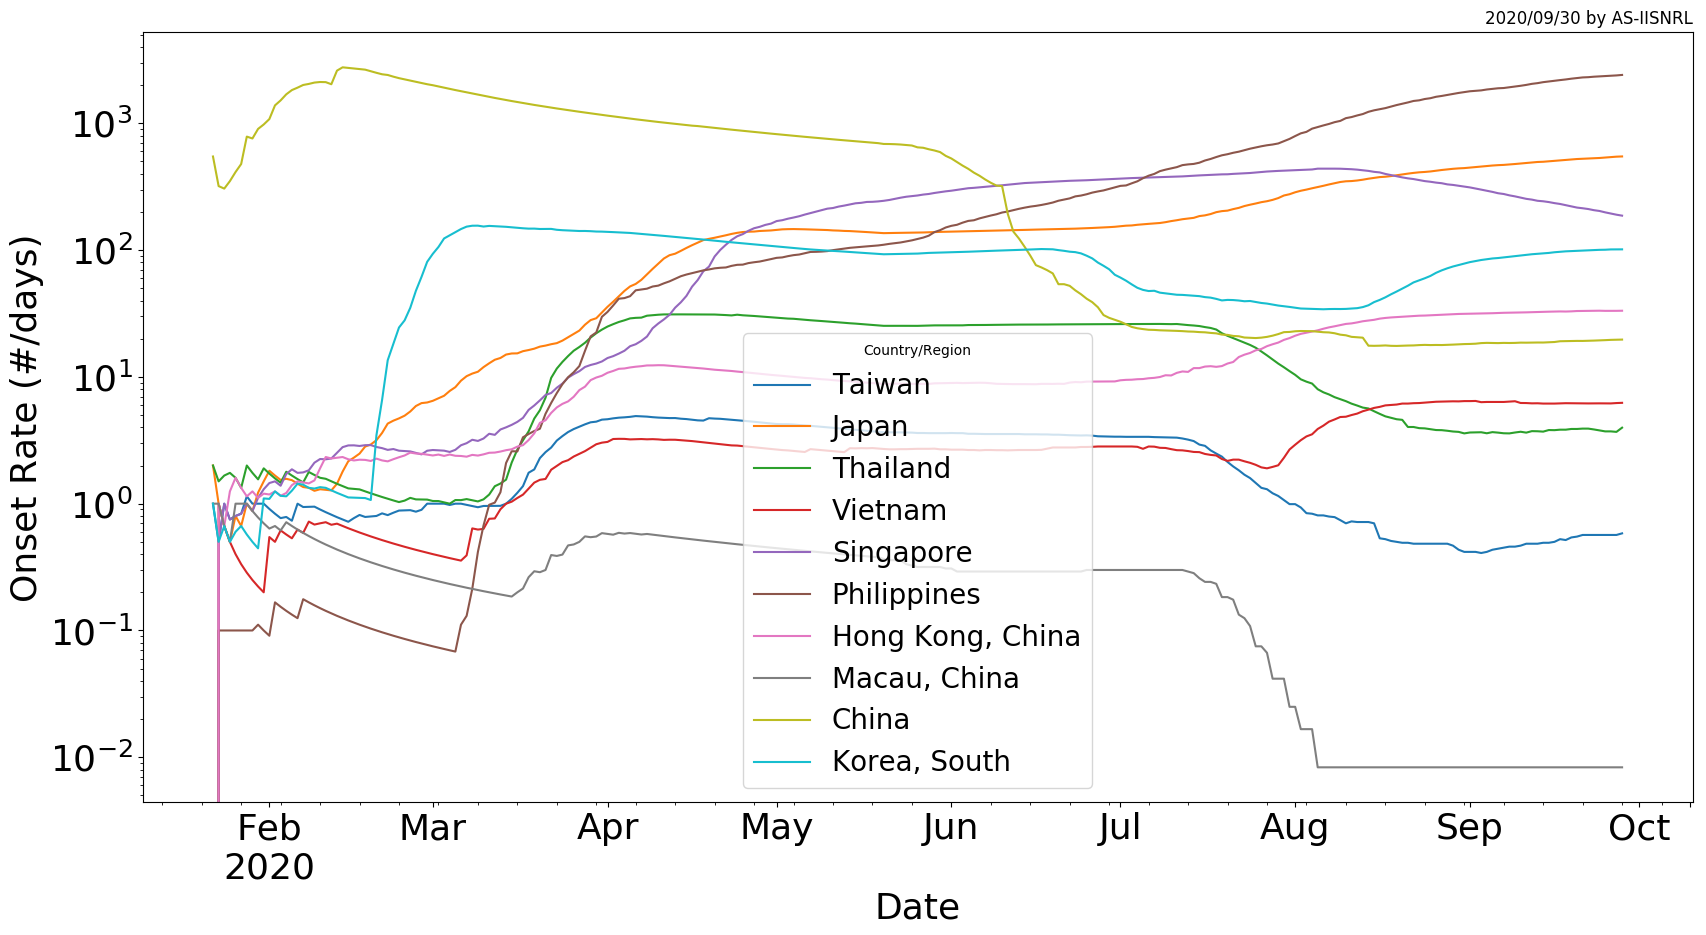 2020/09/30 by AS-IISNRL
Onset Rate (#/days)
10³
10²
10¹
10⁰
10⁻¹
10⁻²
Country/Region
Taiwan
Japan
Thailand
Vietnam
Singapore
Philippines
Hong Kong, China
Macau, China
China
Korea, South
Feb Mar Apr May Jun Jul Aug Sep Oct
2020
Date